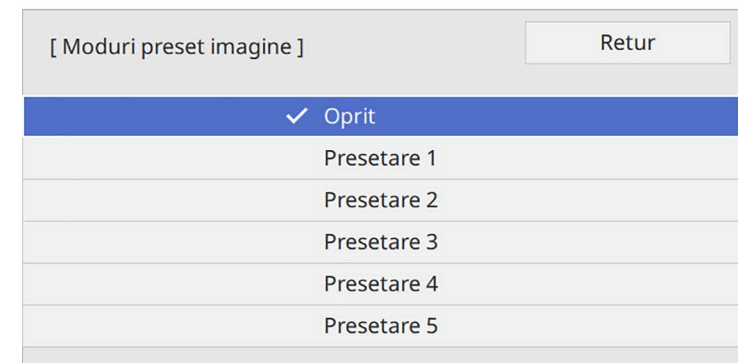 [ Moduri preset imagine ]
Retur
Oprit
Presetare 1
Presetare 2
Presetare 3
Presetare 4
Presetare 5